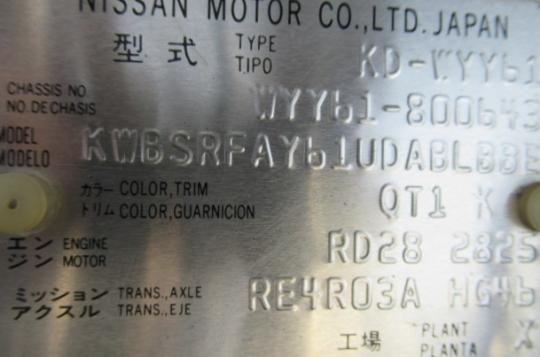 NISSAN MOTOR CO.,LTD. JAPAN
型式 TYPE TIPO KD-WYY61
CHASSIS NO. NO. DE CHASIS WYY61-800643
MODEL MODELO KWBSRFAY61UDABLBBE
カラー COLOR,TRIM
トリム COLOR,GUARNICION QT1 K
エン ENGINE
ジン MOTOR RD28 2825
ミッション TRANS.,AXLE
アクスル TRANS.,EJE RE4R03A HG46
工場 PLANT PLANTA X